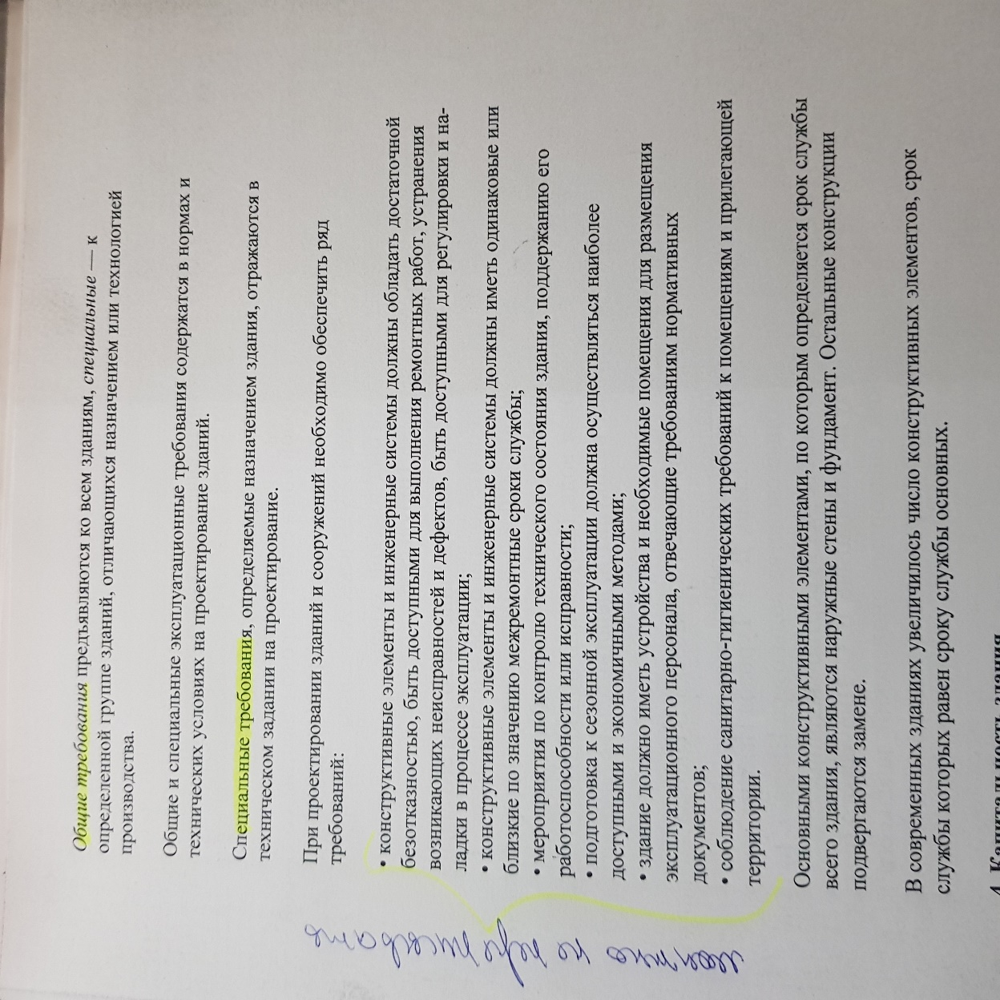 Общие требования предъявляются ко всем зданиям, специальные — к
определенной группе зданий, отличающихся назначением или технологией
производства.
Общие и специальные эксплуатационные требования содержатся в нормах и
технических условиях на проектирование зданий.
Специальные требования, определяемые назначением здания, отражаются в
техническом задании на проектирование.
При проектировании зданий и сооружений необходимо обеспечить ряд
требований:
• конструктивные элементы и инженерные системы должны обладать достаточной
безотказностью, быть доступными для выполнения ремонтных работ, устранения
возникающих неисправностей и дефектов, быть доступными для регулировки и на-
ладки в процессе эксплуатации;
• конструктивные элементы и инженерные системы должны иметь одинаковые или
близкие по значению межремонтные сроки службы;
• мероприятия по контролю технического состояния здания, поддержанию его
работоспособности или исправности;
• подготовка к сезонной эксплуатации должна осуществляться наиболее
доступными и экономичными методами;
• здание должно иметь устройства и необходимые помещения для размещения
эксплуатационного персонала, отвечающие требованиям нормативных
документов;
• соблюдение санитарно-гигиенических требований к помещениям и прилегающей
территории.
Основными конструктивными элементами, по которым определяется срок службы
всего здания, являются наружные стены и фундамент. Остальные конструкции
подвергаются замене.
В современных зданиях увеличилось число конструктивных элементов, срок
службы которых равен сроку службы основных.
4. Капитальность здания
можно не